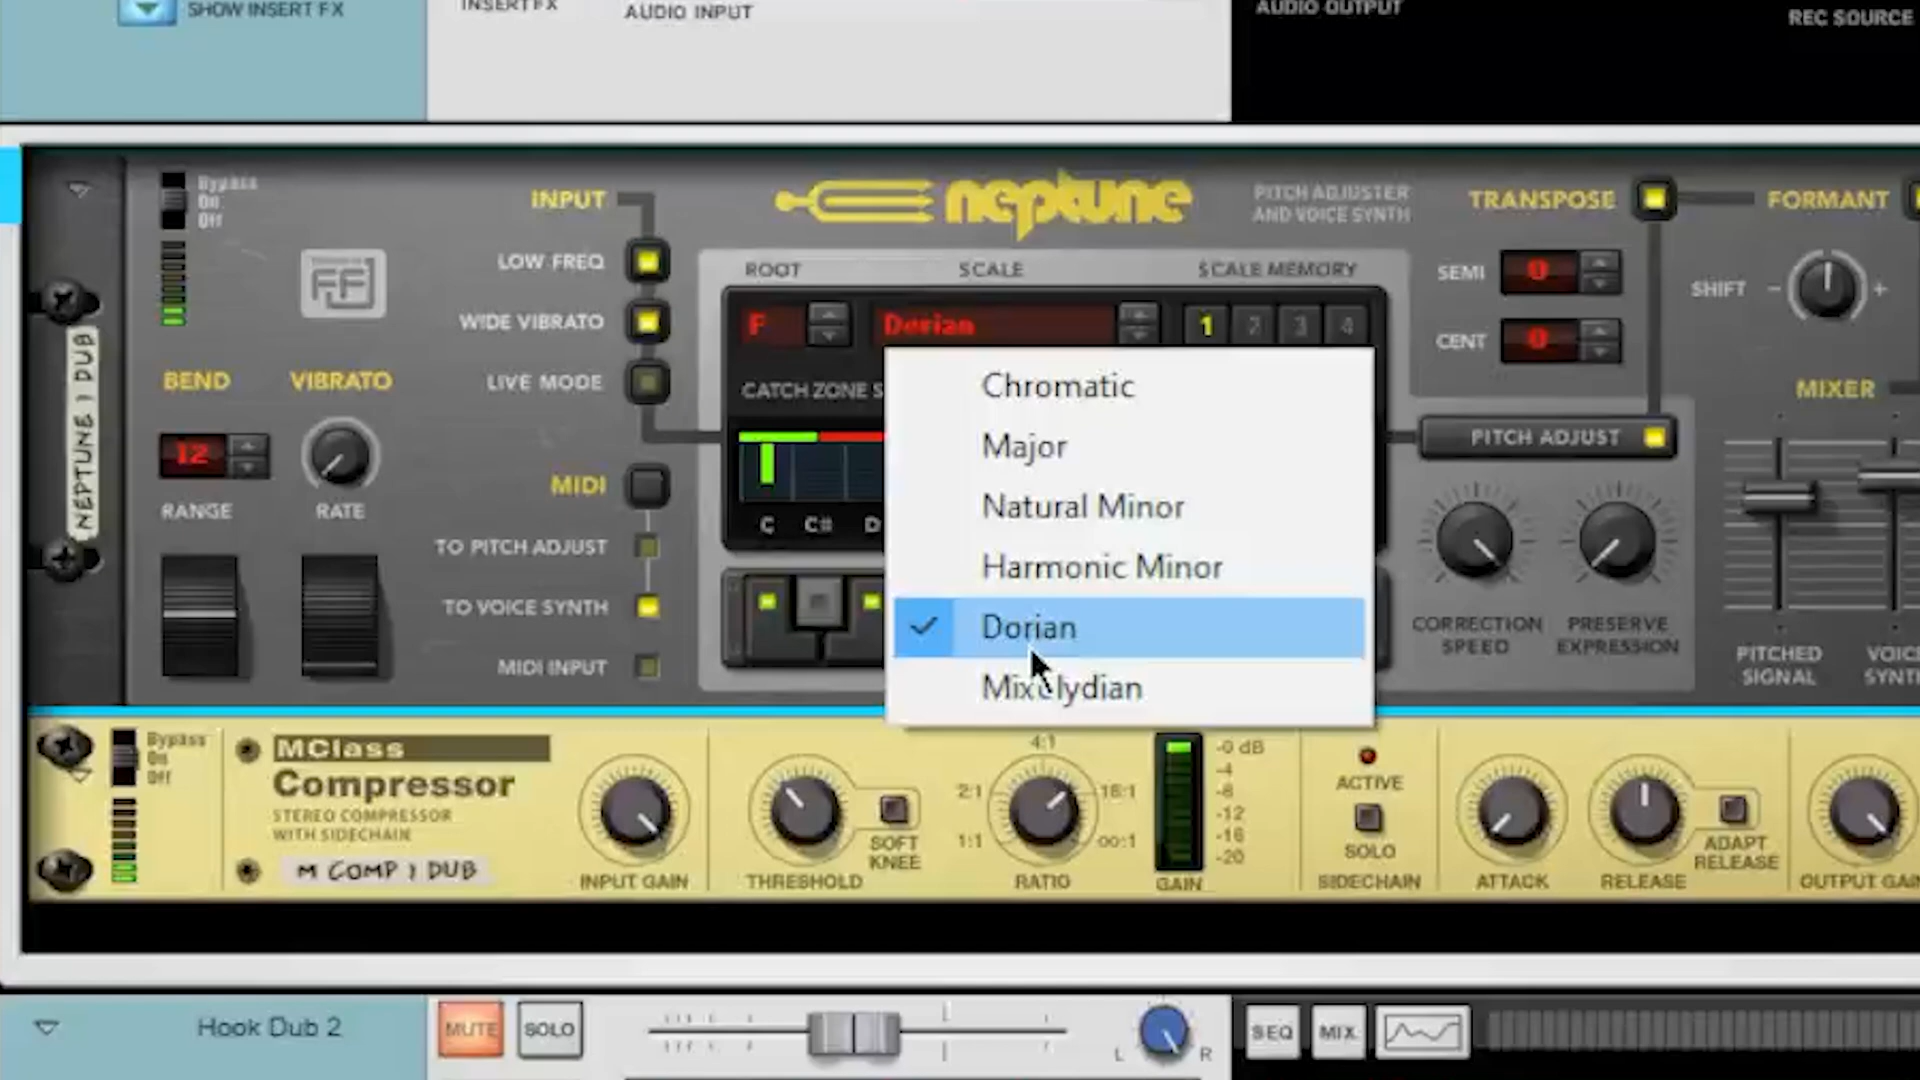 SHOW INSERT FX
INSERT FX
AUDIO INPUT
AUDIO OUTPUT
REC SOURCE
Bypass
On
Off
INPUT
neptune
PITCH ADJUSTER
AND VOICE SYNTH
TRANSPOSE
FORMANT
LOW FREQ
ROOT
SCALE
SCALE MEMORY
SEMI
0
SHIFT
-
+
WIDE VIBRATO
F
Dorian
1
2
3
4
CENT
0
BEND
VIBRATO
LIVE MODE
CATCH ZONE S
MIXER
NEPTUNE 1 DUB
12
PITCH ADJUST
RANGE
RATE
MIDI
C
C#
D
TO PITCH ADJUST
TO VOICE SYNTH
MIDI INPUT
Chromatic
Major
Natural Minor
Harmonic Minor
Dorian
Mixolydian
CORRECTION
SPEED
PRESERVE
EXPRESSION
PITCHED
SIGNAL
VOICE
SYNTH
Bypass
On
Off
MClass
Compressor
STEREO COMPRESSOR
WITH SIDECHAIN
M COMP 1 DUB
INPUT GAIN
THRESHOLD
SOFT
KNEE
4:1
2:1
16:1
1:1
oo:1
RATIO
-0 dB
-4
-8
-12
-16
-20
GAIN
ACTIVE
SOLO
SIDECHAIN
ATTACK
RELEASE
ADAPT
RELEASE
OUTPUT GAIN
Hook Dub 2
MUTE
SOLO
L
R
SEQ
MIX